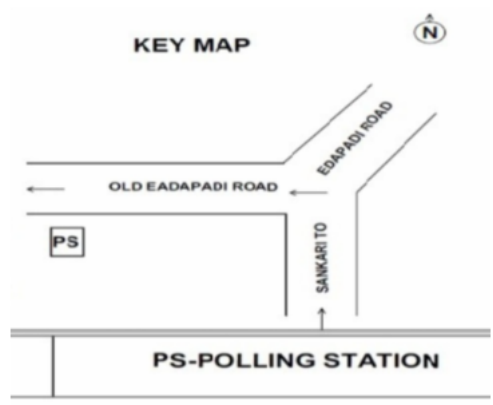 N
KEY MAP
EDAPADI ROAD
OLD EADAPADI ROAD
PS
SANKARI TO
PS-POLLING STATION